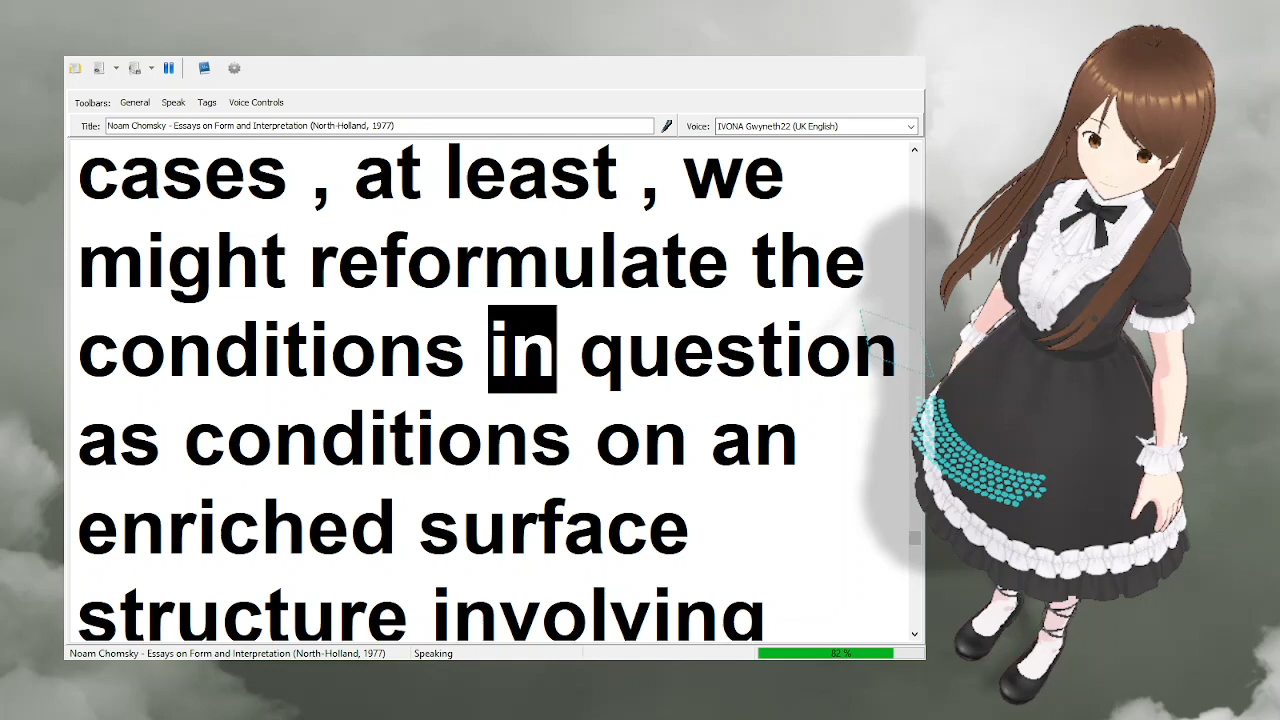 Toolbars: General Speak Tags Voice Controls
Title: Noam Chomsky - Essays on Form and Interpretation (North-Holland, 1977) Voice: IVONA Gwyneth22 (UK English)
cases , at least , we
might reformulate the
conditions in question
as conditions on an
enriched surface
structure involving
Noam Chomsky - Essays on Form and Interpretation (North-Holland, 1977) Speaking 82 %